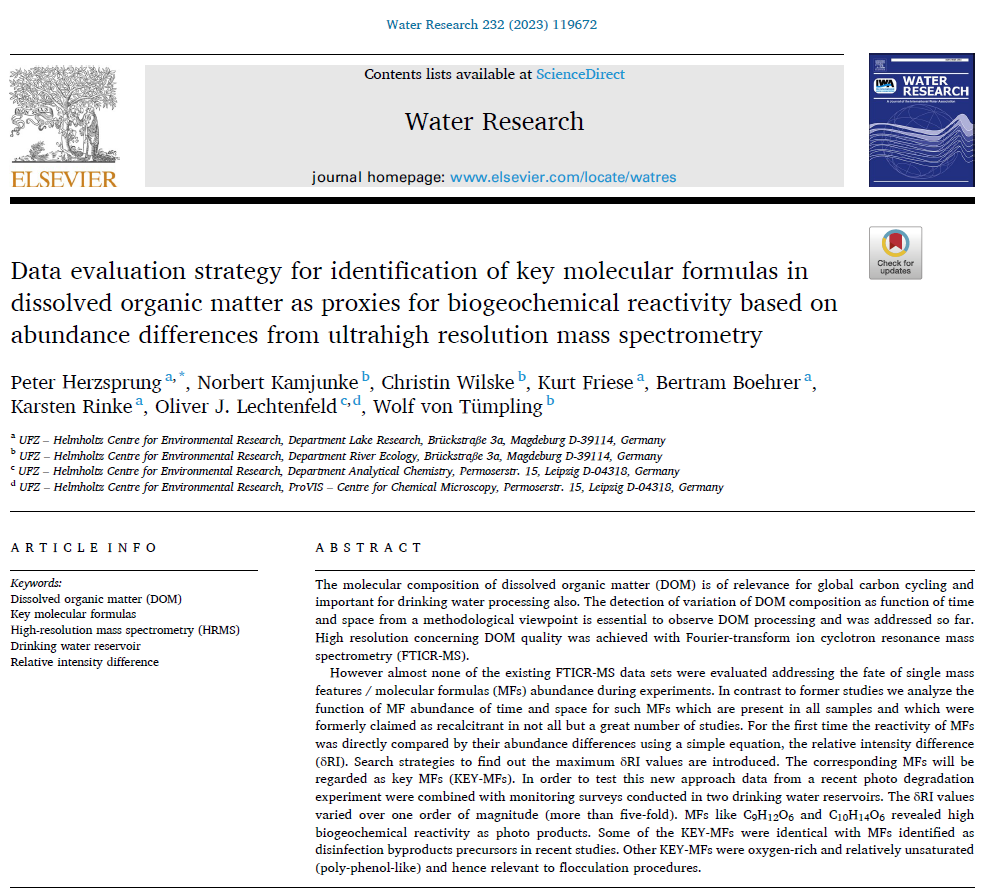 Water Research 232 (2023) 119672
Contents lists available at ScienceDirect
Water Research
journal homepage: www.elsevier.com/locate/watres
ELSEVIER
IWA
WATER
RESEARCH
Check for
updates
Data evaluation strategy for identification of key molecular formulas in
dissolved organic matter as proxies for biogeochemical reactivity based on
abundance differences from ultrahigh resolution mass spectrometry
Peter Herzsprung a,*, Norbert Kamjunke b, Christin Wilske b, Kurt Friese a, Bertram Boehrer a,
Karsten Rinke a, Oliver J. Lechtenfeld c,d, Wolf von Tümpling b
a UFZ – Helmholtz Centre for Environmental Research, Department Lake Research, Brückstraße 3a, Magdeburg D-39114, Germany
b UFZ – Helmholtz Centre for Environmental Research, Department River Ecology, Brückstraße 3a, Magdeburg D-39114, Germany
c UFZ – Helmholtz Centre for Environmental Research, Department Analytical Chemistry, Permoserstr. 15, Leipzig D-04318, Germany
d UFZ – Helmholtz Centre for Environmental Research, ProVIS – Centre for Chemical Microscopy, Permoserstr. 15, Leipzig D-04318, Germany
ARTICLE INFO
Keywords:
Dissolved organic matter (DOM)
Key molecular formulas
High-resolution mass spectrometry (HRMS)
Drinking water reservoir
Relative intensity difference
ABSTRACT
The molecular composition of dissolved organic matter (DOM) is of relevance for global carbon cycling and
important for drinking water processing also. The detection of variation of DOM composition as function of time
and space from a methodological viewpoint is essential to observe DOM processing and was addressed so far.
High resolution concerning DOM quality was achieved with Fourier-transform ion cyclotron resonance mass
spectrometry (FTICR-MS).
However almost none of the existing FTICR-MS data sets were evaluated addressing the fate of single mass
features / molecular formulas (MFs) abundance during experiments. In contrast to former studies we analyze the
function of MF abundance of time and space for such MFs which are present in all samples and which were
formerly claimed as recalcitrant in not all but a great number of studies. For the first time the reactivity of MFs
was directly compared by their abundance differences using a simple equation, the relative intensity difference
(δRI). Search strategies to find out the maximum δRI values are introduced. The corresponding MFs will be
regarded as key MFs (KEY-MFs). In order to test this new approach data from a recent photo degradation
experiment were combined with monitoring surveys conducted in two drinking water reservoirs. The δRI values
varied over one order of magnitude (more than five-fold). MFs like C₉H₁₂O₆ and C₁₀H₁₄O₆ revealed high
biogeochemical reactivity as photo products. Some of the KEY-MFs were identical with MFs identified as
disinfection byproducts precursors in recent studies. Other KEY-MFs were oxygen-rich and relatively unsaturated
(poly-phenol-like) and hence relevant to flocculation procedures.